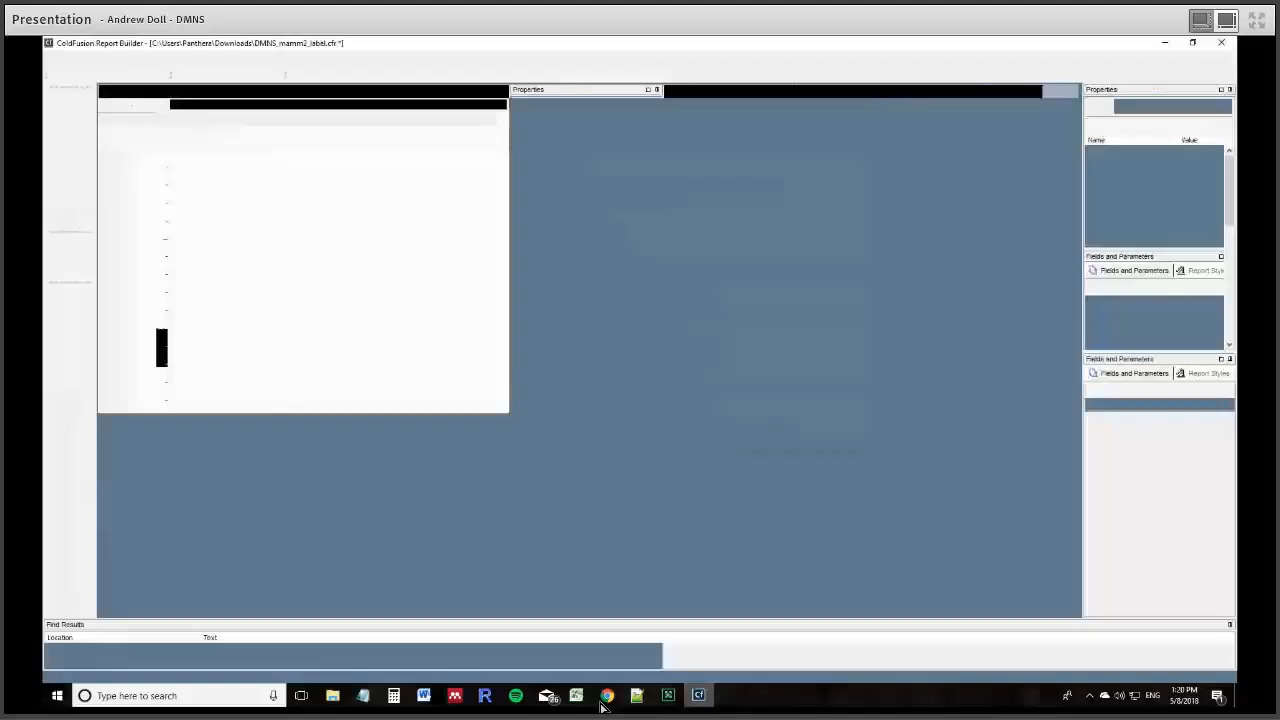 Presentation - Andrew Doll - DMNS
ColdFusion Report Builder - [C:\Users\Panthera\Downloads\DMNS_mamm2_label.cfr *]
Properties
Properties
Name Value
Fields and Parameters
Fields and Parameters Report Style
Fields and Parameters
Fields and Parameters Report Styles
Find Results
Location Text
Type here to search
26
ENG
1:20 PM
5/8/2018